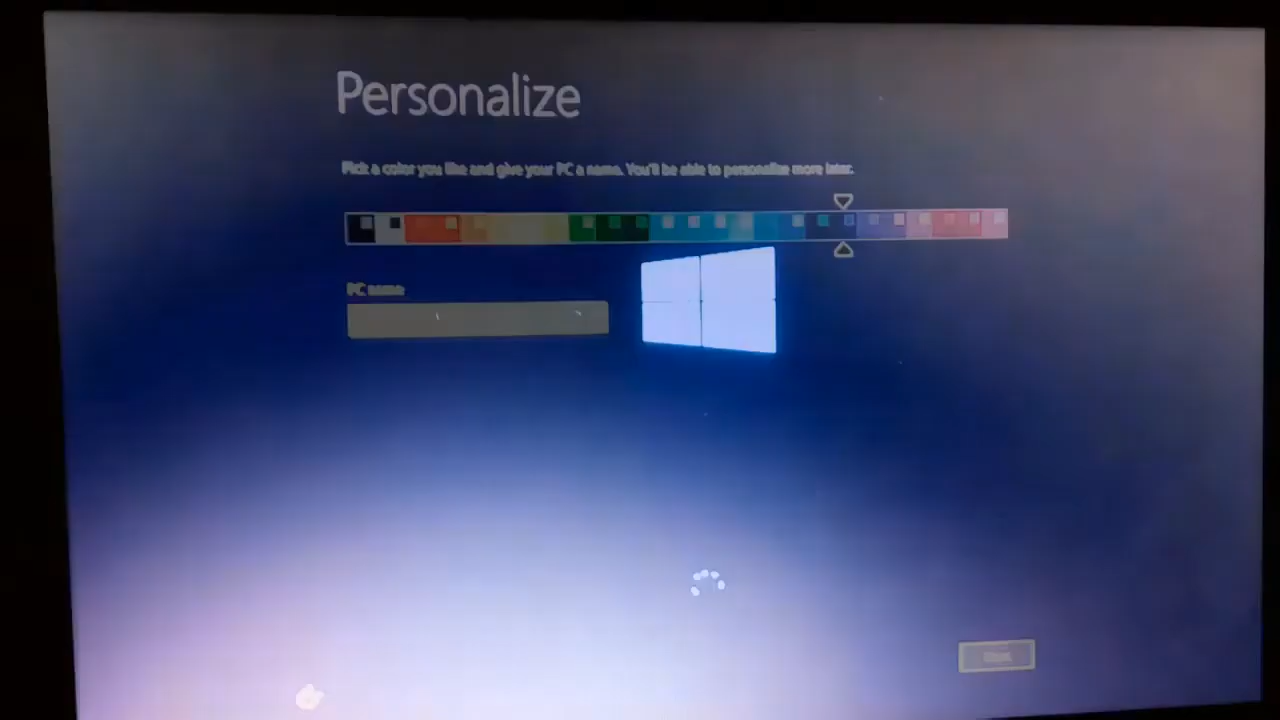 Personalize
Pick a color you like and give your PC a name. You'll be able to personalize more later.
PC name